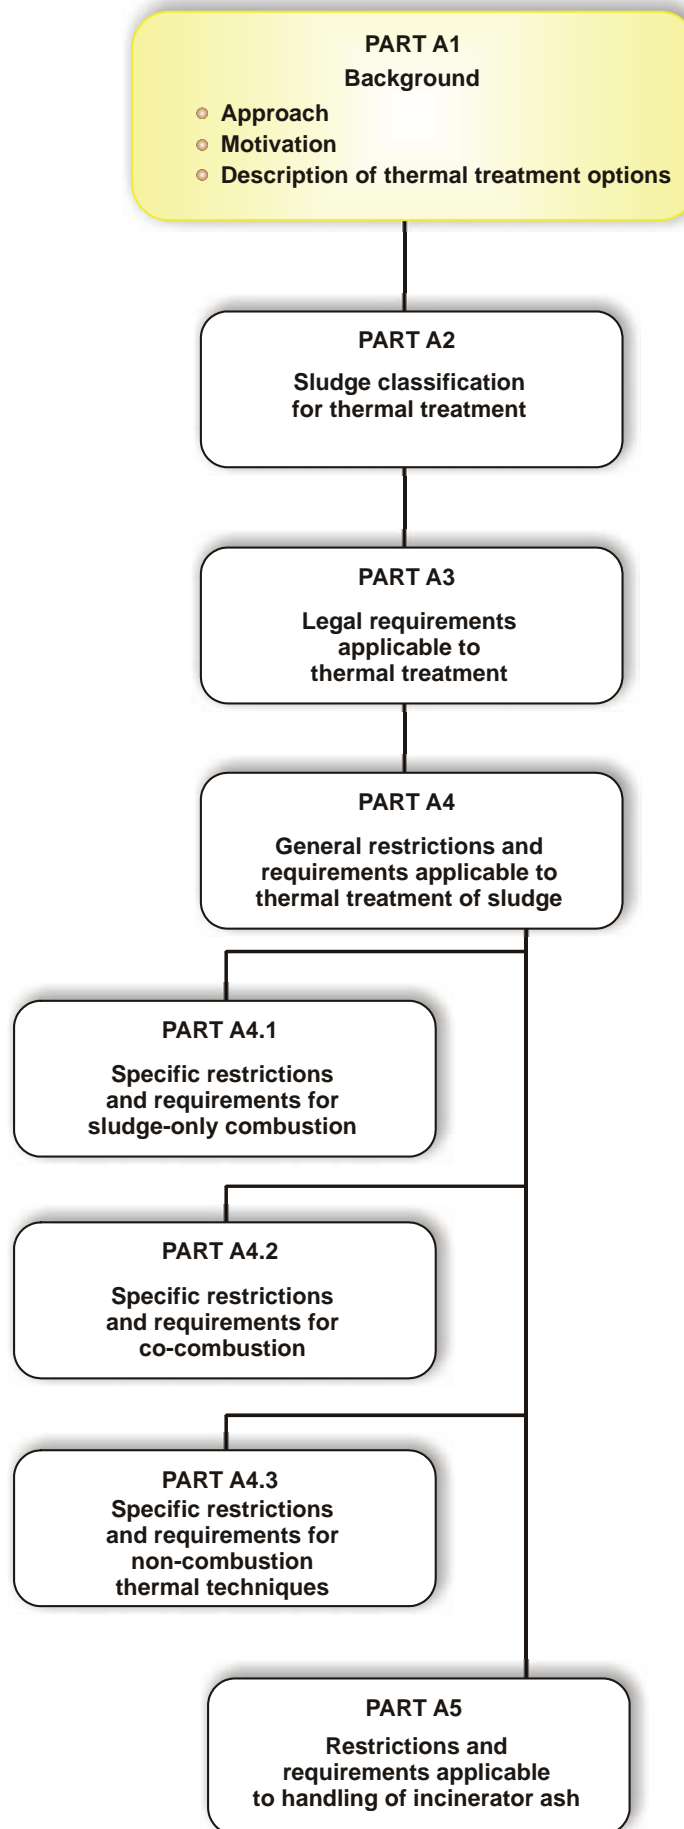 PART A1
Background
Approach
Motivation
Description of thermal treatment options
PART A2
Sludge classification
for thermal treatment
PART A3
Legal requirements
applicable to
thermal treatment
PART A4
General restrictions and
requirements applicable to
thermal treatment of sludge
PART A4.1
Specific restrictions
and requirements for
sludge-only combustion
PART A4.2
Specific restrictions
and requirements for
co-combustion
PART A4.3
Specific restrictions
and requirements for
non-combustion
thermal techniques
PART A5
Restrictions and
requirements applicable
to handling of incinerator ash